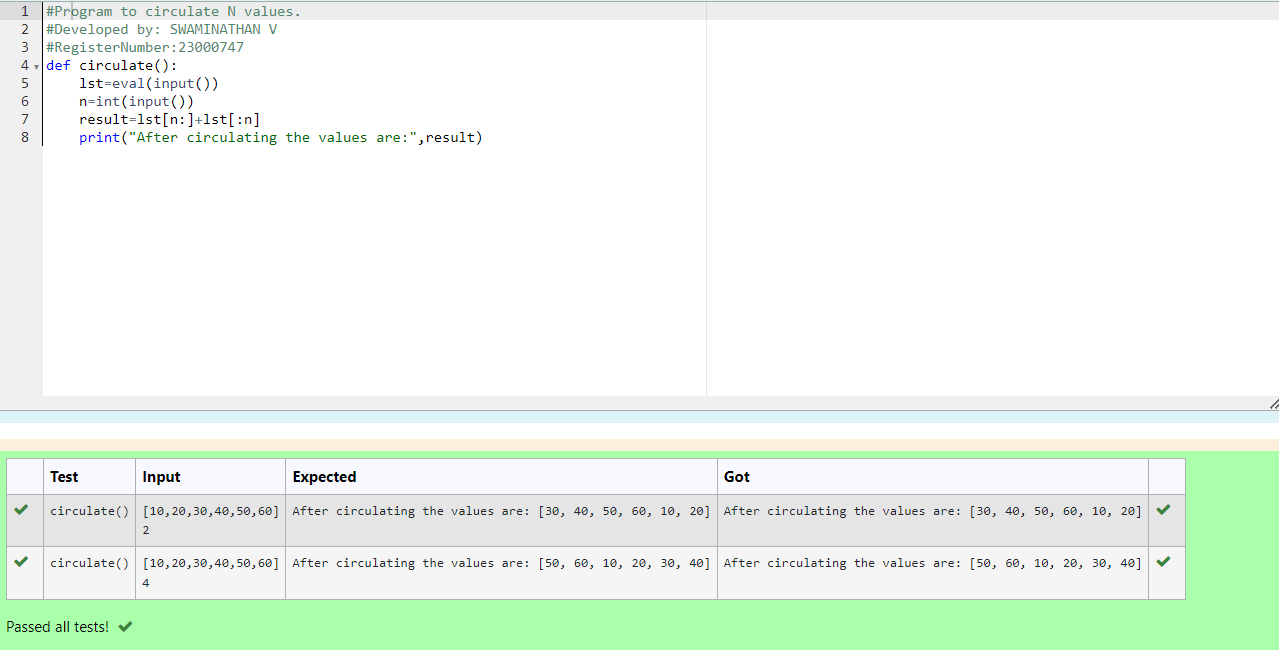 1 #Program to circulate N values.
2 #Developed by: SWAMINATHAN V
3 #RegisterNumber:23000747
4 def circulate():
5     lst=eval(input())
6     n=int(input())
7     result=lst[n:]+lst[:n]
8     print("After circulating the values are:",result)
Test Input Expected Got
circulate() [10,20,30,40,50,60] After circulating the values are: [30, 40, 50, 60, 10, 20] After circulating the values are: [30, 40, 50, 60, 10, 20]
2
circulate() [10,20,30,40,50,60] After circulating the values are: [50, 60, 10, 20, 30, 40] After circulating the values are: [50, 60, 10, 20, 30, 40]
4
Passed all tests!